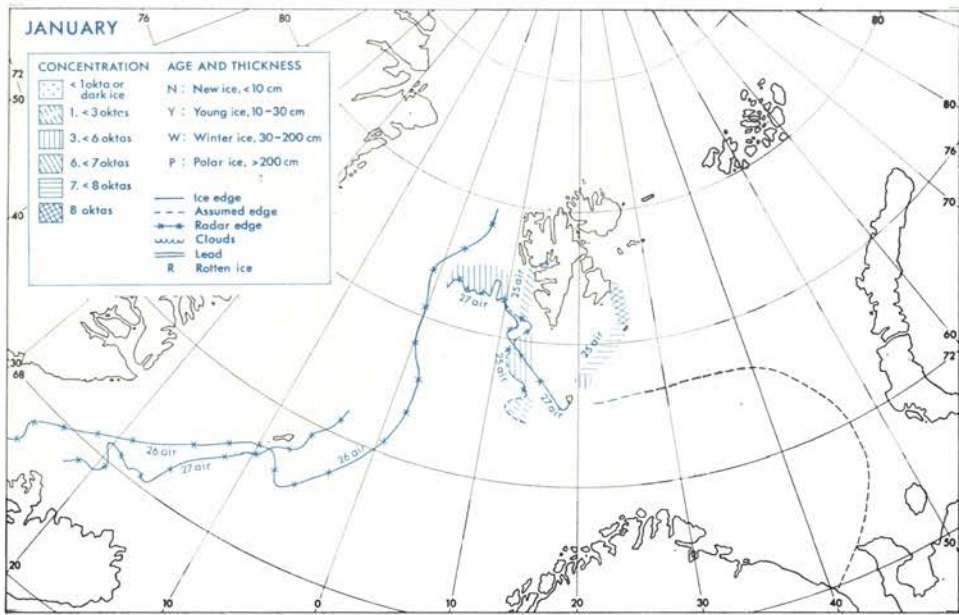 JANUARY
CONCENTRATION
< 1 okta or
dark ice
1. < 3 oktas
3. < 6 oktas
6. < 7 oktas
7. < 8 oktas
8 oktas
AGE AND THICKNESS
N : New ice, < 10 cm
Y : Young ice, 10–30 cm
W : Winter ice, 30–200 cm
P : Polar ice, > 200 cm
Ice edge
Assumed edge
Radar edge
Clouds
Lead
R Rotten ice
76
80
80
72
50
80
76
70
40
60
72
30
68
50
20
10
0
10
20
30
40
27 air
25 air
25 air
25 air
27 air
26 air
27 air
26 air